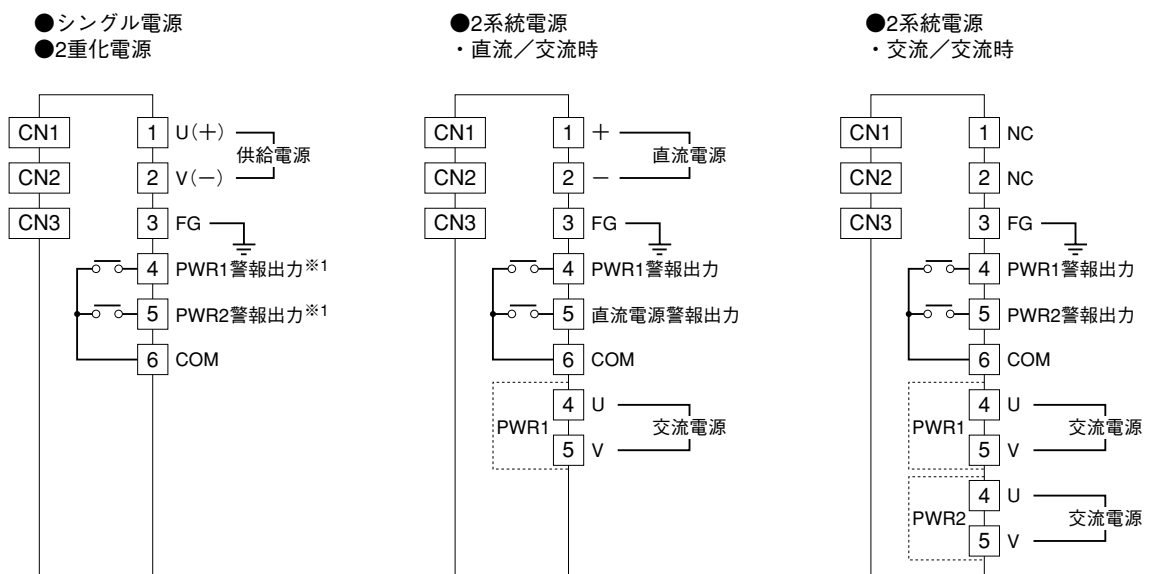 ●シングル電源
●2重化電源
CN1
CN2
CN3
1 U(+)
供給電源
2 V(−)
3 FG
4 PWR1警報出力※1
5 PWR2警報出力※1
6 COM
●2系統電源
・直流／交流時
CN1
CN2
CN3
1 +
直流電源
2 −
3 FG
4 PWR1警報出力
5 直流電源警報出力
6 COM
PWR1
4 U
交流電源
5 V
●2系統電源
・交流／交流時
CN1
CN2
CN3
1 NC
2 NC
3 FG
4 PWR1警報出力
5 PWR2警報出力
6 COM
PWR1
4 U
交流電源
5 V
PWR2
4 U
交流電源
5 V